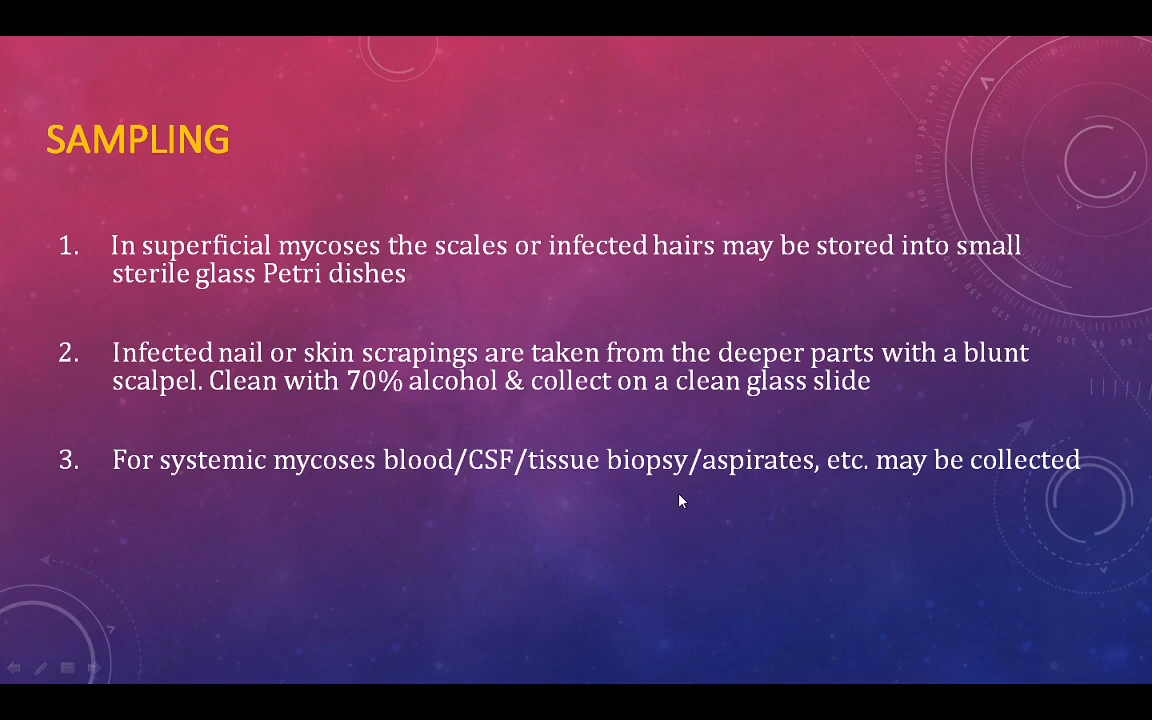 SAMPLING
1. In superficial mycoses the scales or infected hairs may be stored into small
sterile glass Petri dishes
2. Infected nail or skin scrapings are taken from the deeper parts with a blunt
scalpel. Clean with 70% alcohol & collect on a clean glass slide
3. For systemic mycoses blood/CSF/tissue biopsy/aspirates, etc. may be collected